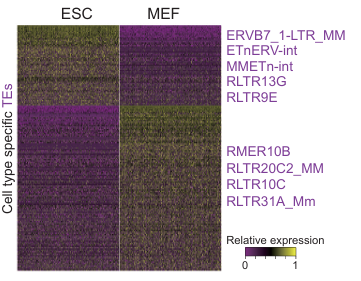 ESC MEF
Cell type specific TEs
ERVB7_1-LTR_MM
ETnERV-int
MMETn-int
RLTR13G
RLTR9E
RMER10B
RLTR20C2_MM
RLTR10C
RLTR31A_Mm
Relative expression
0 1